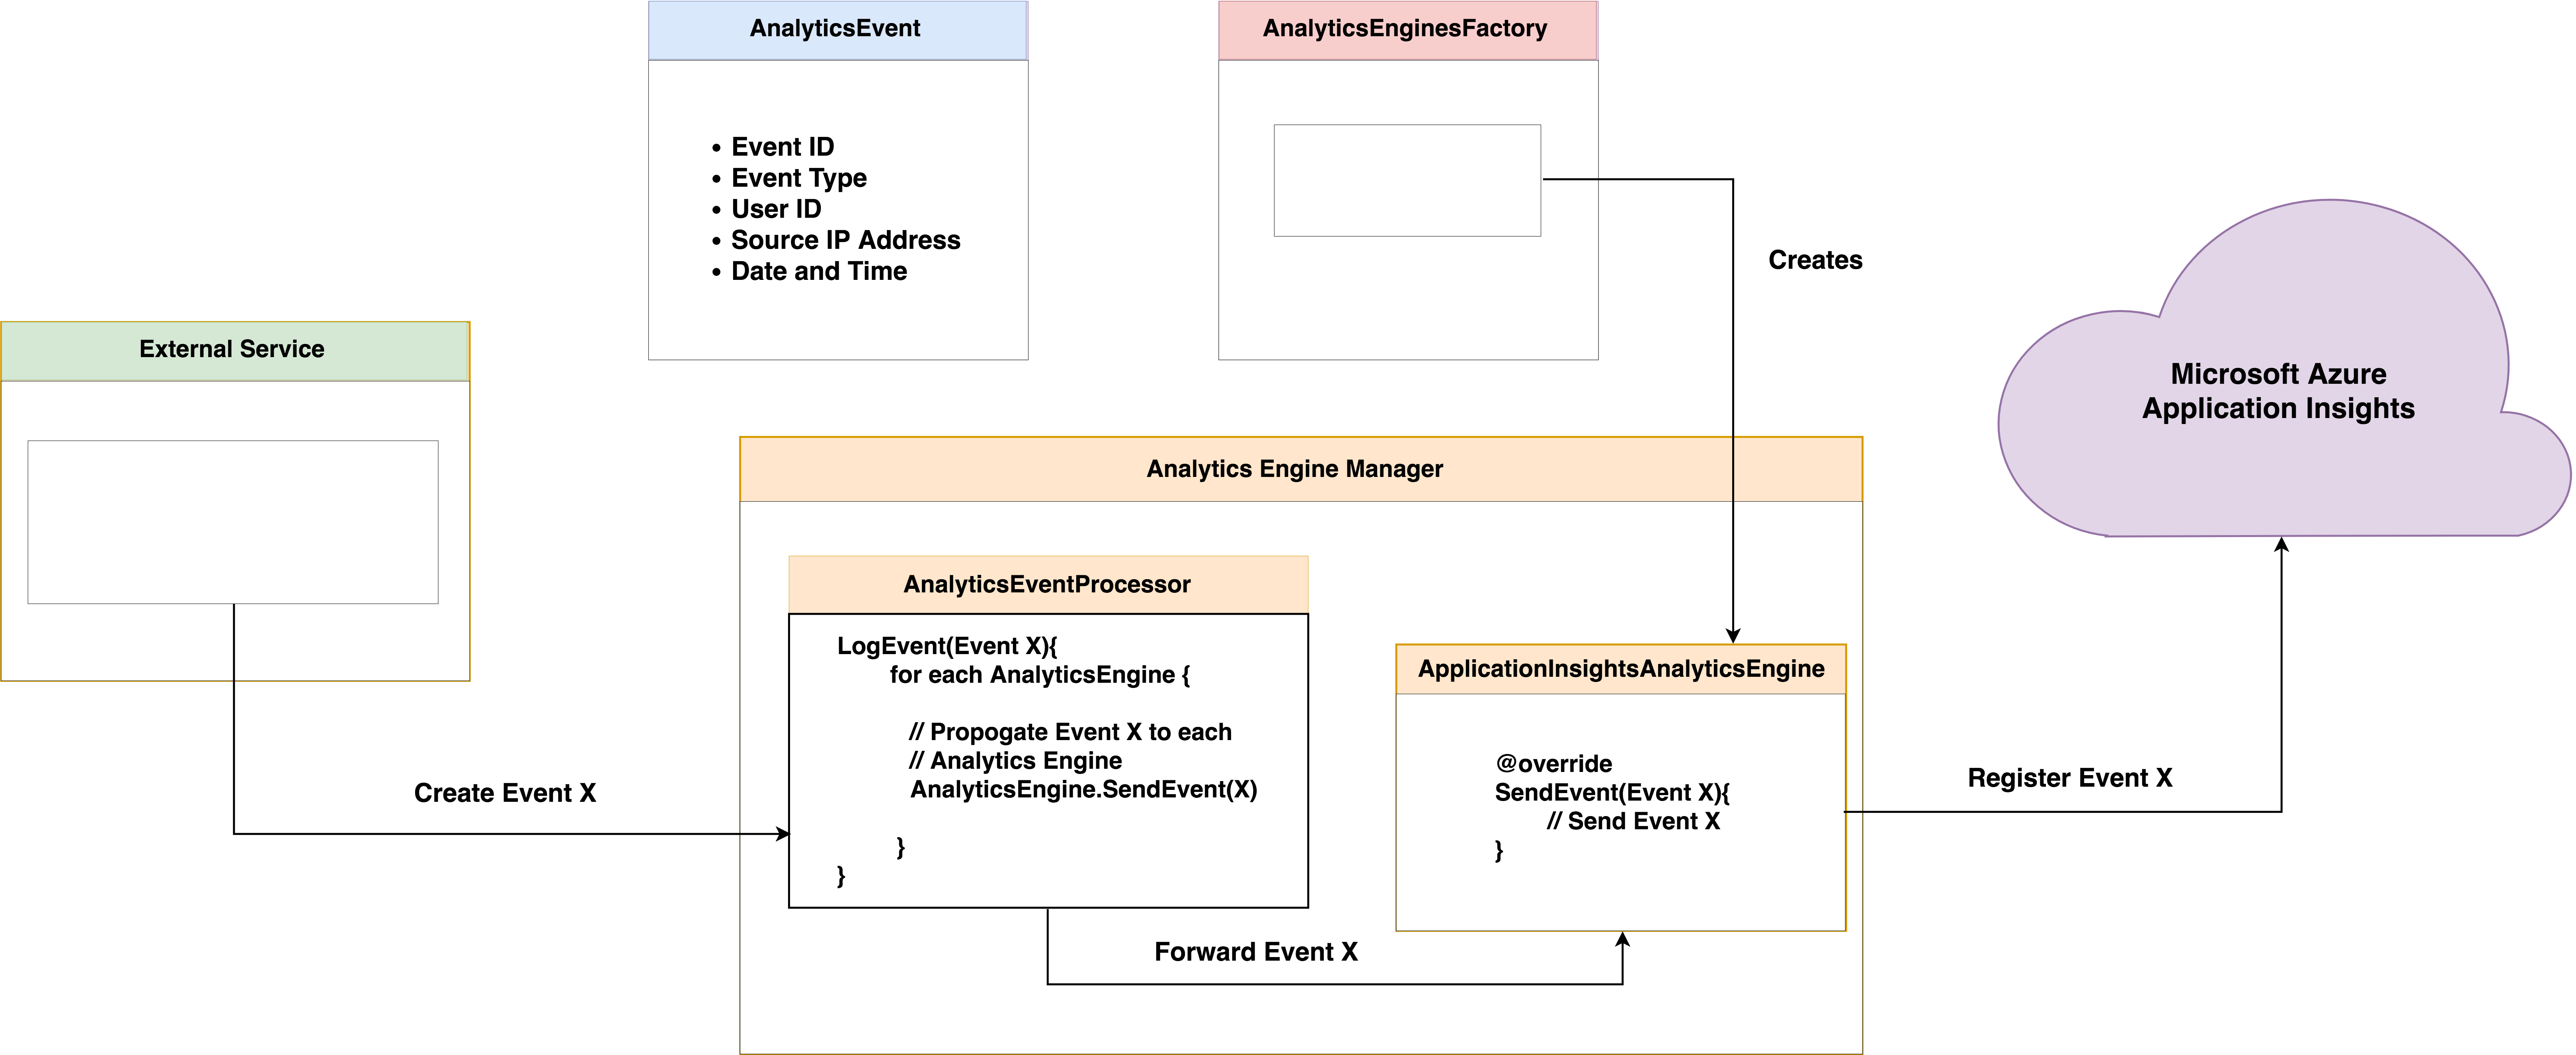 AnalyticsEvent
• Event ID
• Event Type
• User ID
• Source IP Address
• Date and Time
AnalyticsEnginesFactory
Creates
External Service
Create Event X
Analytics Engine Manager
AnalyticsEventProcessor
LogEvent(Event X){
for each AnalyticsEngine {
// Propogate Event X to each
// Analytics Engine
AnalyticsEngine.SendEvent(X)
}
}
Forward Event X
ApplicationInsightsAnalyticsEngine
@override
SendEvent(Event X){
// Send Event X
}
Register Event X
Microsoft Azure
Application Insights